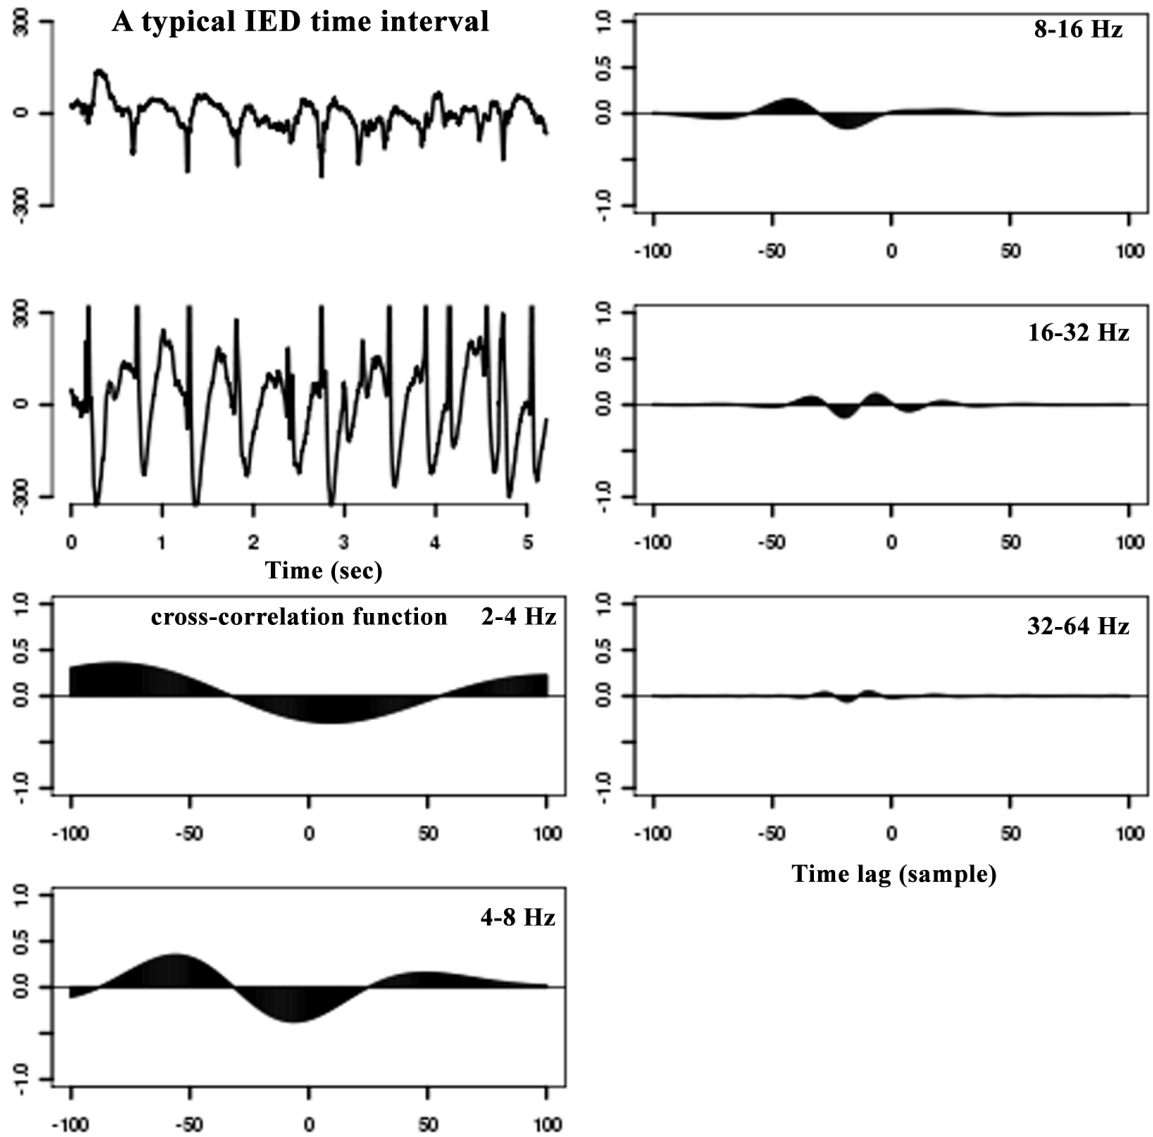 A typical IED time interval
300
0
-300
300
0
-300
0 1 2 3 4 5
Time (sec)
cross-correlation function 2-4 Hz
1.0
0.5
0.0
-1.0
-100 -50 0 50 100
4-8 Hz
1.0
0.5
0.0
-1.0
-100 -50 0 50 100
8-16 Hz
1.0
0.5
0.0
-1.0
-100 -50 0 50 100
16-32 Hz
1.0
0.5
0.0
-1.0
-100 -50 0 50 100
32-64 Hz
1.0
0.5
0.0
-1.0
-100 -50 0 50 100
Time lag (sample)